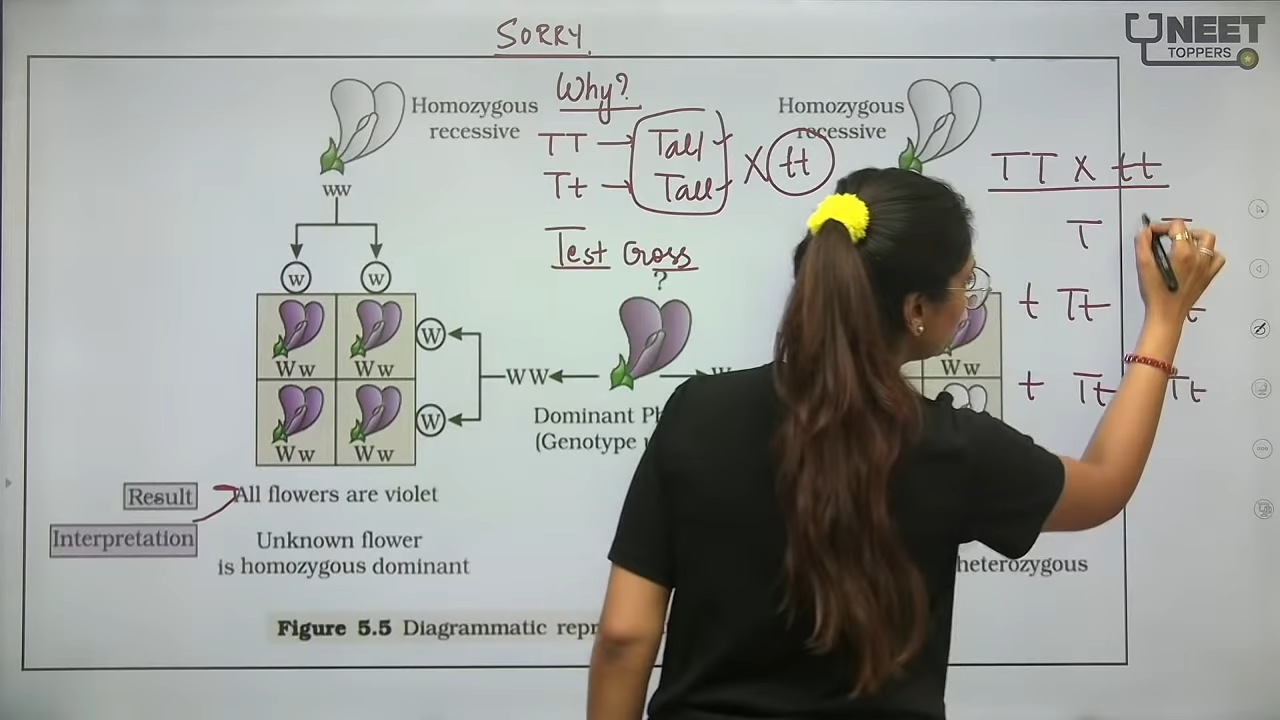 SORRY.
NEET
TOPPERS
Why?
Homozygous
recessive
Homozygous
recessive
TT → Tall
Tt → Tall
X tt
TT X tt
ww
Test Cross
?
T T
w w
W
t Tt
Ww Ww
Ww
WW
t Tt Tt
W
Dominant
(Genotype
Ww Ww
Result All flowers are violet
Interpretation Unknown flower
is homozygous dominant
heterozygous
Figure 5.5 Diagrammatic